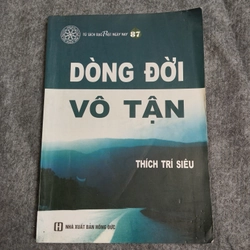 TỦ SÁCH ĐẠO PHẬT NGÀY NAY 87
DÒNG ĐỜI
VÔ TẬN
THÍCH TRÍ SIÊU
NHÀ XUẤT BẢN HỒNG ĐỨC